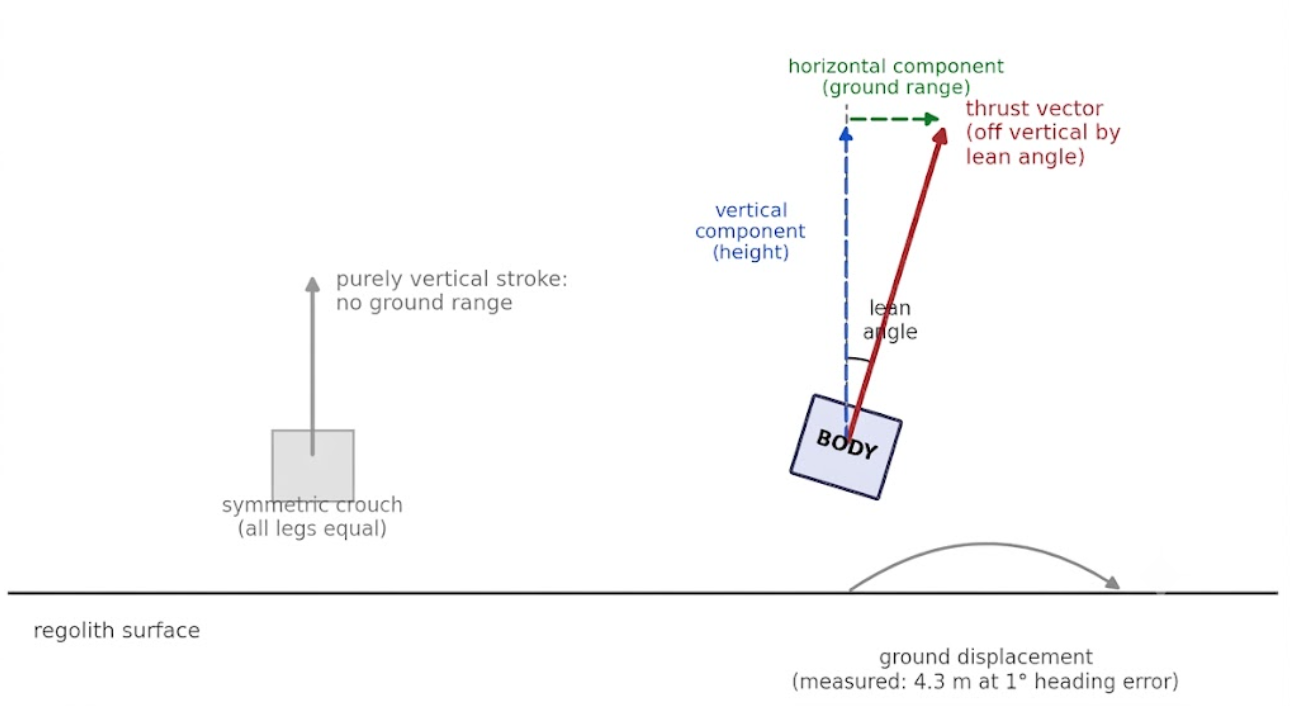 horizontal component
(ground range)
thrust vector
(off vertical by
lean angle)
vertical
component
(height)
purely vertical stroke:
no ground range
lean
angle
BODY
symmetric crouch
(all legs equal)
regolith surface
ground displacement
(measured: 4.3 m at 1° heading error)